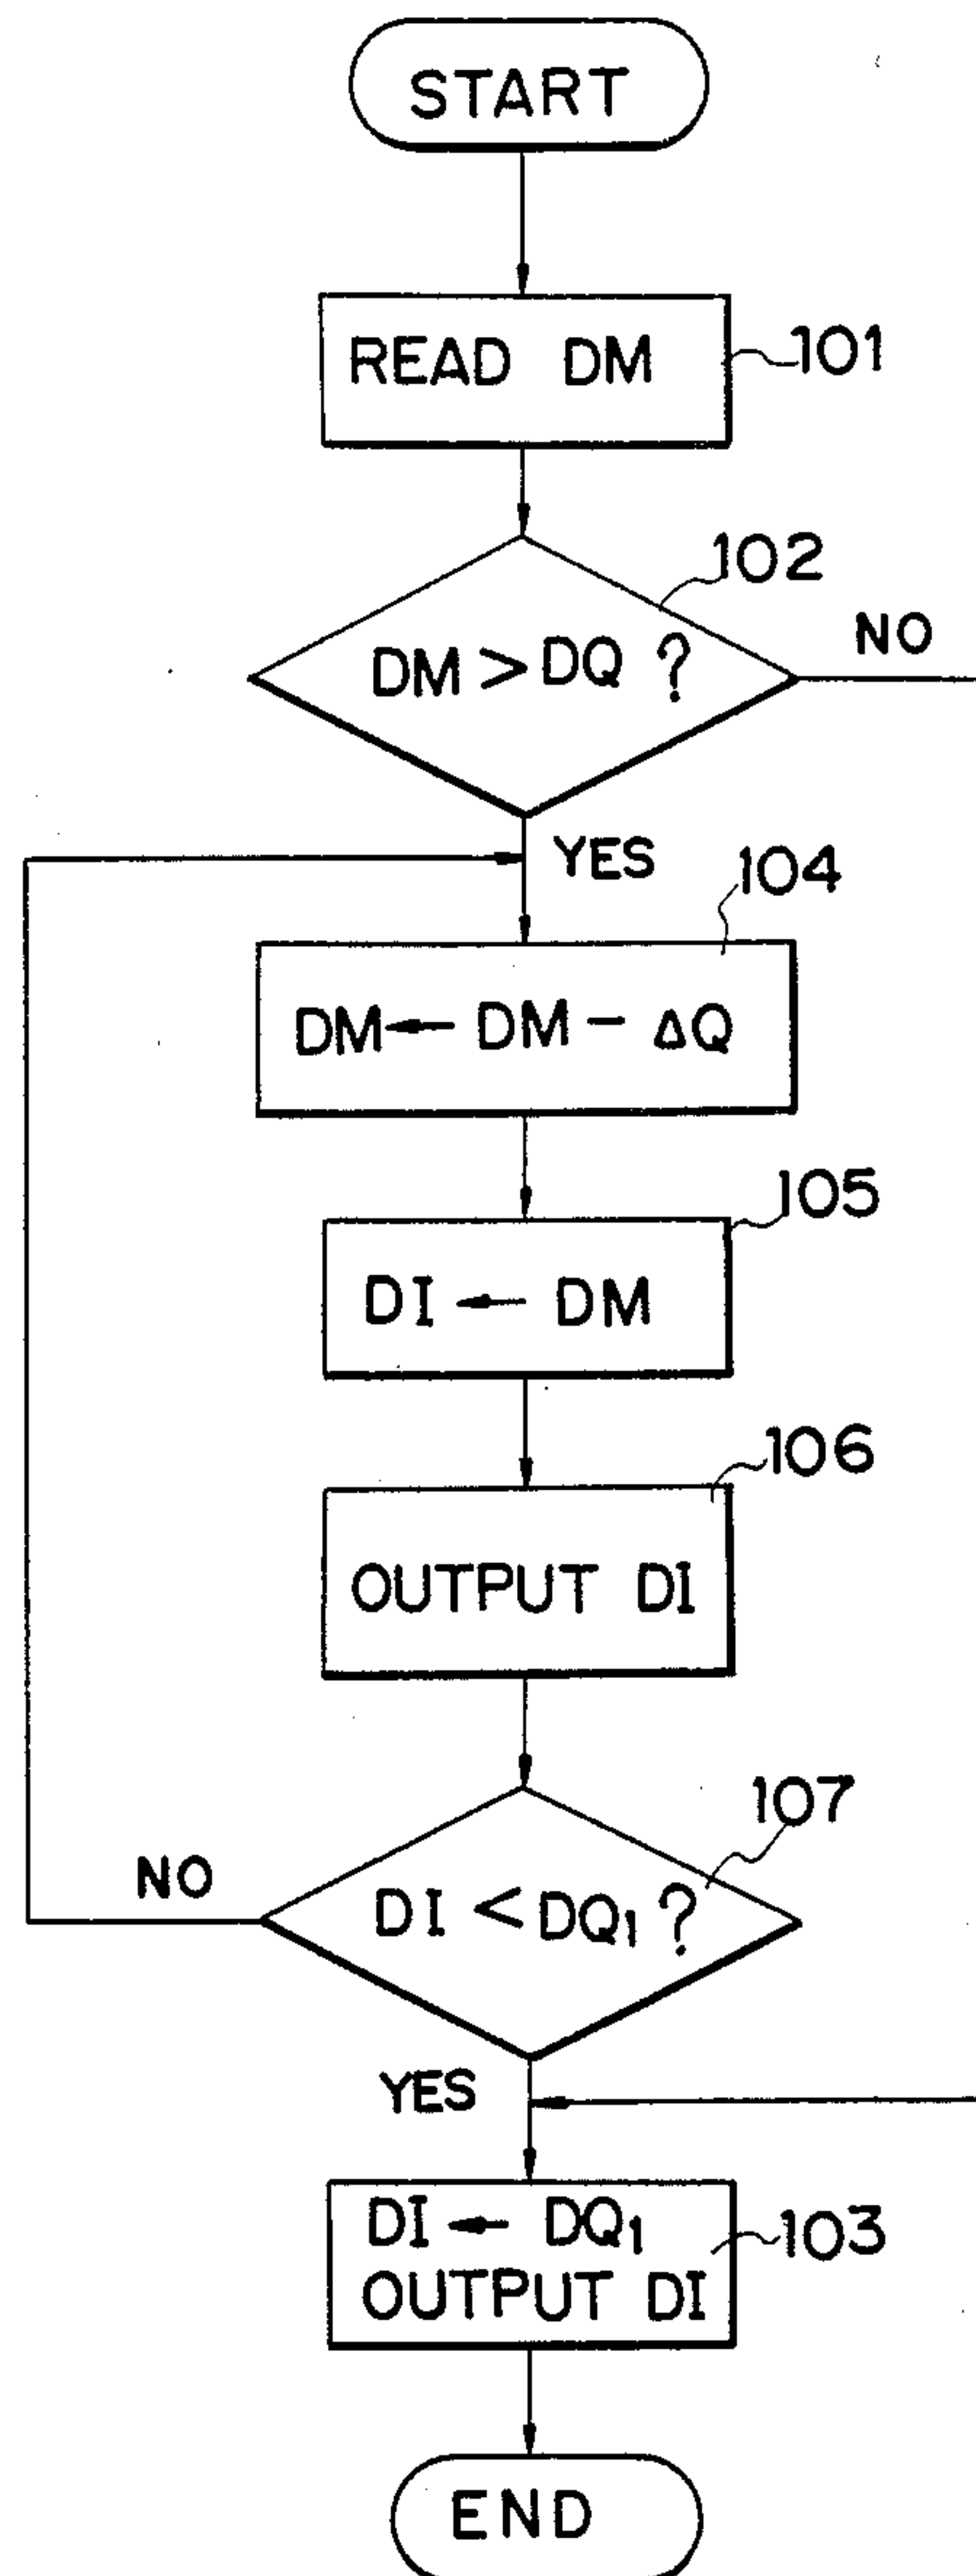 START
READ DM
101
102
DM > DQ ?
NO
YES
104
DM ← DM − ΔQ
105
DI ← DM
106
OUTPUT DI
107
NO
DI < DQ₁ ?
YES
DI ← DQ₁
103
OUTPUT DI
END